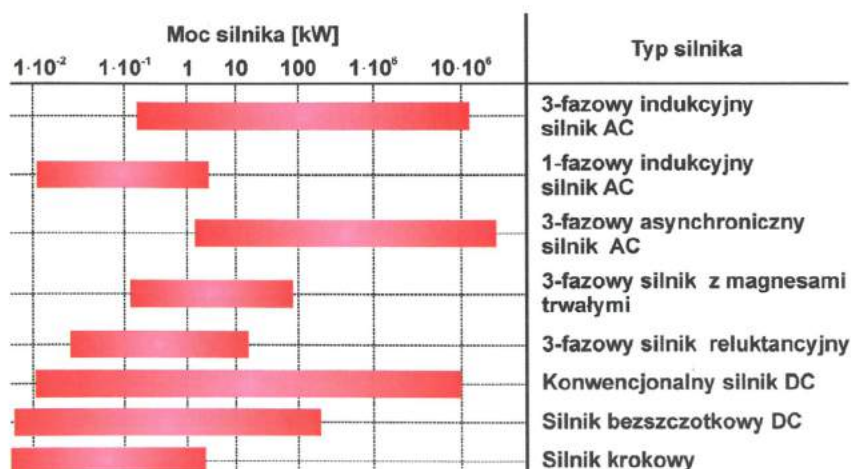 Moc silnika [kW]
Typ silnika
1·10⁻² 1·10⁻¹ 1 10 100 1·10⁶ 10·10⁶
3-fazowy indukcyjny
silnik AC
1-fazowy indukcyjny
silnik AC
3-fazowy asynchroniczny
silnik AC
3-fazowy silnik z magnesami
trwałymi
3-fazowy silnik reluktancyjny
Konwencjonalny silnik DC
Silnik bezszczotkowy DC
Silnik krokowy